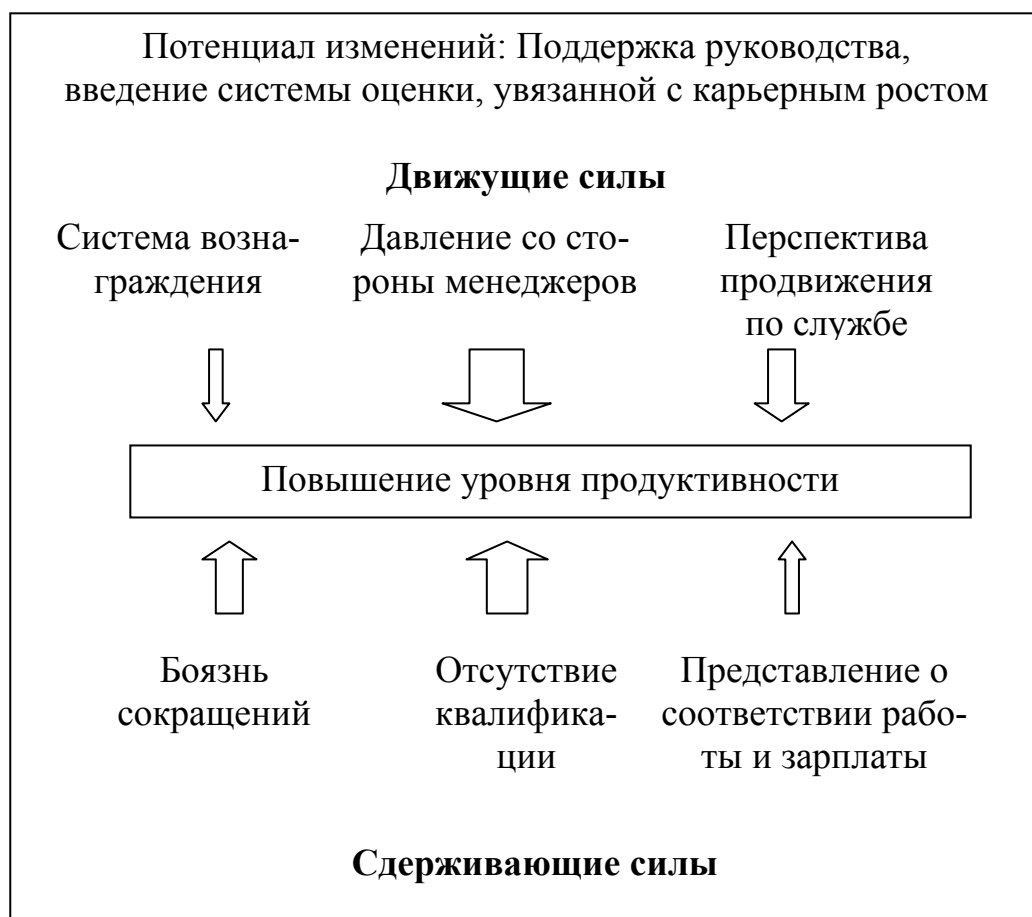 Потенциал изменений: Поддержка руководства,
введение системы оценки, увязанной с карьерным ростом
Движущие силы
Система возна-
граждения
Давление со сто-
роны менеджеров
Перспектива
продвижения
по службе
Повышение уровня продуктивности
Боязнь
сокращений
Отсутствие
квалифика-
ции
Представление о
соответствии рабо-
ты и зарплаты
Сдерживающие силы